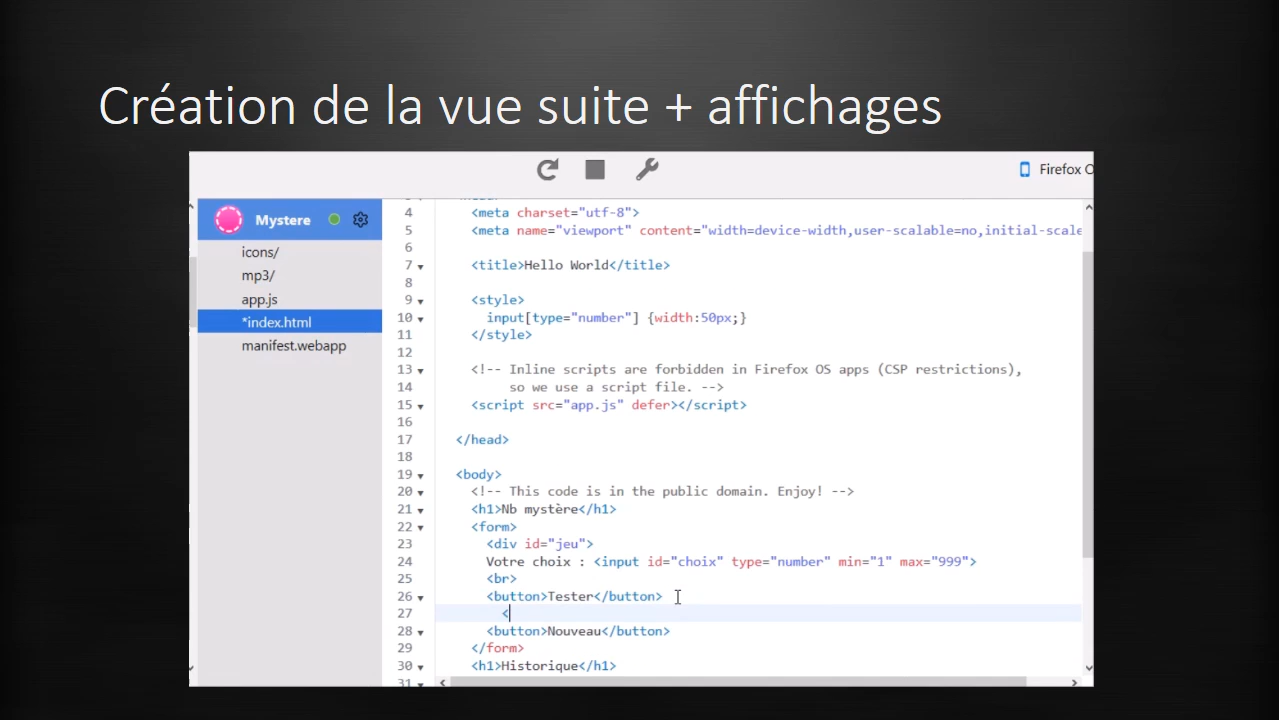 Création de la vue suite + affichages
Firefox O
Mystere
icons/
mp3/
app.js
*index.html
manifest.webapp
4 <meta charset="utf-8">
5 <meta name="viewport" content="width=device-width,user-scalable=no,initial-scale
6
7 <title>Hello World</title>
8
9 <style>
10 input[type="number"] {width:50px;}
11 </style>
12
13 <!-- Inline scripts are forbidden in Firefox OS apps (CSP restrictions),
14 so we use a script file. -->
15 <script src="app.js" defer></script>
16
17 </head>
18
19 <body>
20 <!-- This code is in the public domain. Enjoy! -->
21 <h1>Nb mystère</h1>
22 <form>
23 <div id="jeu">
24 Votre choix : <input id="choix" type="number" min="1" max="999">
25 <br>
26 <button>Tester</button>
27 <
28 <button>Nouveau</button>
29 </form>
30 <h1>Historique</h1>
31